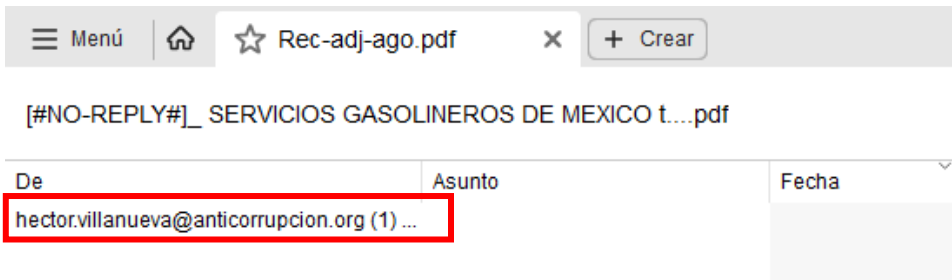 Menú Rec-adj-ago.pdf + Crear
[#NO-REPLY#]_ SERVICIOS GASOLINEROS DE MEXICO t....pdf
De Asunto Fecha
hector.villanueva@anticorrupcion.org (1) ...